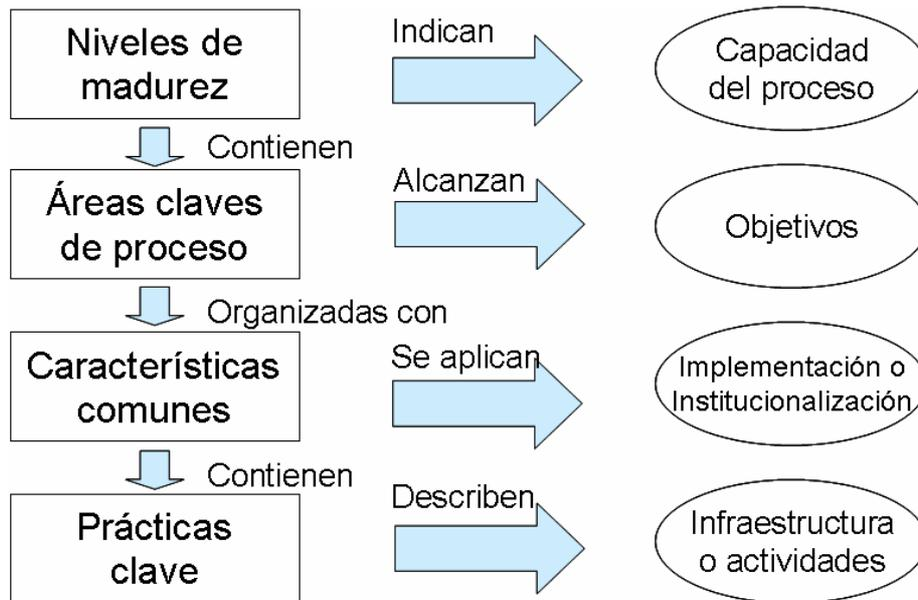 Niveles de
madurez
Indican
Capacidad
del proceso
Contienen
Áreas claves
de proceso
Alcanzan
Objetivos
Organizadas con
Características
comunes
Se aplican
Implementación o
Institucionalización
Contienen
Prácticas
clave
Describen
Infraestructura
o actividades